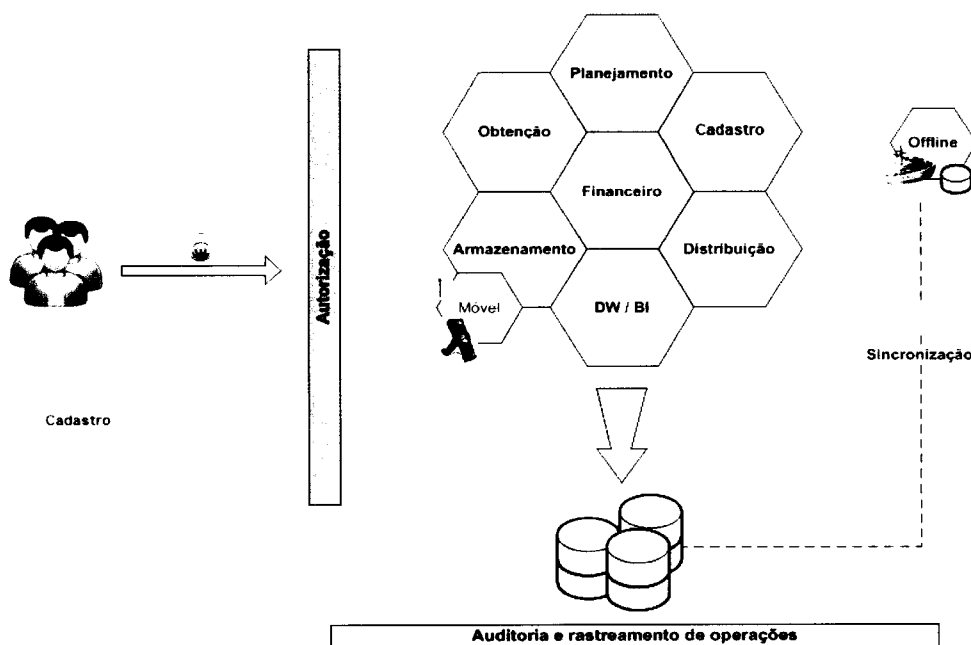 Planejamento
Obtenção
Cadastro
Offline
Financeiro
Armazenamento
Distribuição
Autorização
Móvel
DW / BI
Sincronização
Cadastro
Auditoria e rastreamento de operações